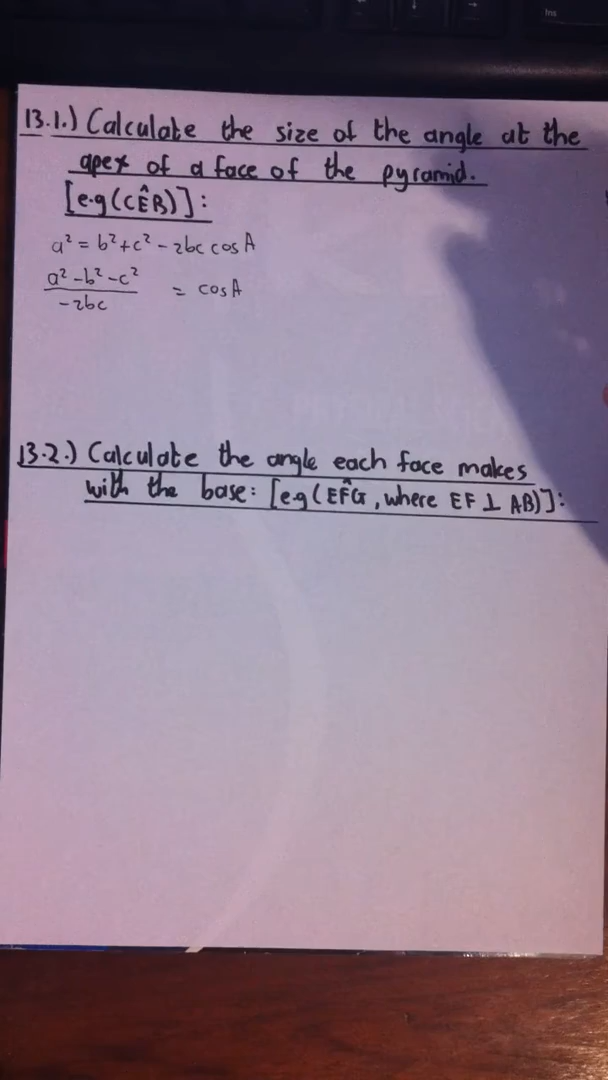 13.1.) Calculate the size of the angle at the
apex of a face of the pyramid.
[e.g(CÊB)]:
a² = b²+c² - 2bc cos A
a² - b² - c² / -2bc = cos A
13.2.) Calculate the angle each face makes
with the base: [eg(EF̂G, where EF ⊥ AB)]:
Ins